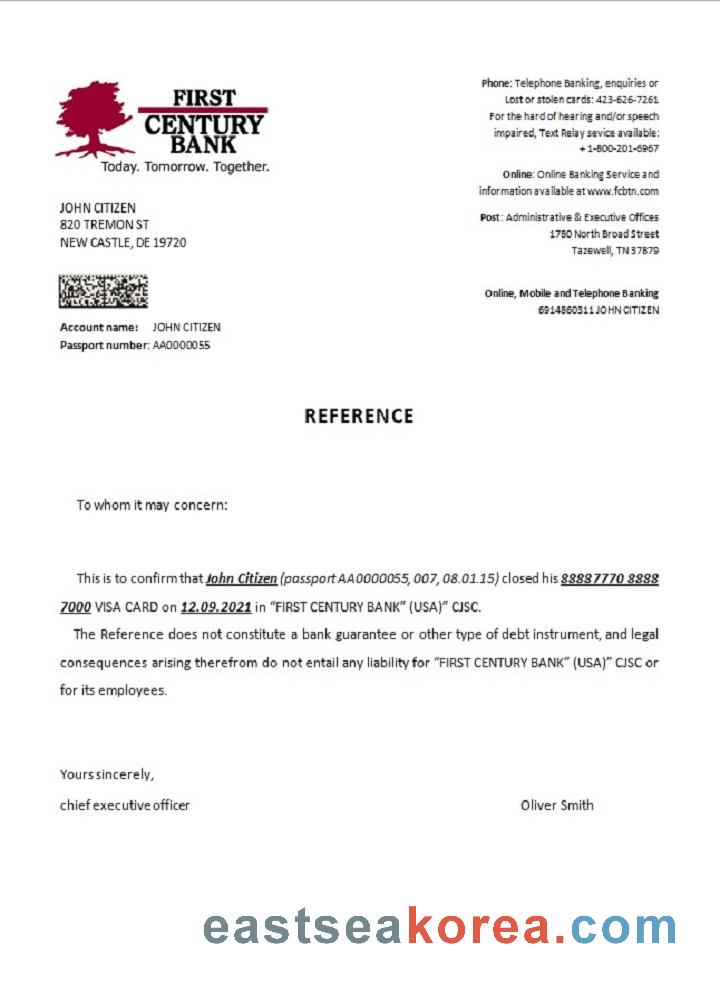 FIRST
CENTURY
BANK
Today. Tomorrow. Together.
Phone: Telephone Banking, enquiries or
Lost or stolen cards: 423-626-7261
For the hard of hearing and/or speech
impaired, Text Relay sevice available:
+ 1-800-201-6967
Online: Online Banking Service and
information available at www.fcbtn.com
Post: Administrative & Executive Offices
1780 North Broad Street
Tazewell, TN 37879
JOHN CITIZEN
820 TREMON ST
NEW CASTLE, DE 19720
Online, Mobile and Telephone Banking
6914860311 JOHN CITIZEN
Account name: JOHN CITIZEN
Passport number: AA0000055
REFERENCE
To whom it may concern:
This is to confirm that John Citizen (passport AA0000055, 007, 08.01.15) closed his 88887770 8888
7000 VISA CARD on 12.09.2021 in “FIRST CENTURY BANK” (USA)” CJSC.
The Reference does not constitute a bank guarantee or other type of debt instrument, and legal
consequences arising therefrom do not entail any liability for “FIRST CENTURY BANK” (USA)” CJSC or
for its employees.
Yours sincerely,
chief executive officer Oliver Smith
eastseakorea.com